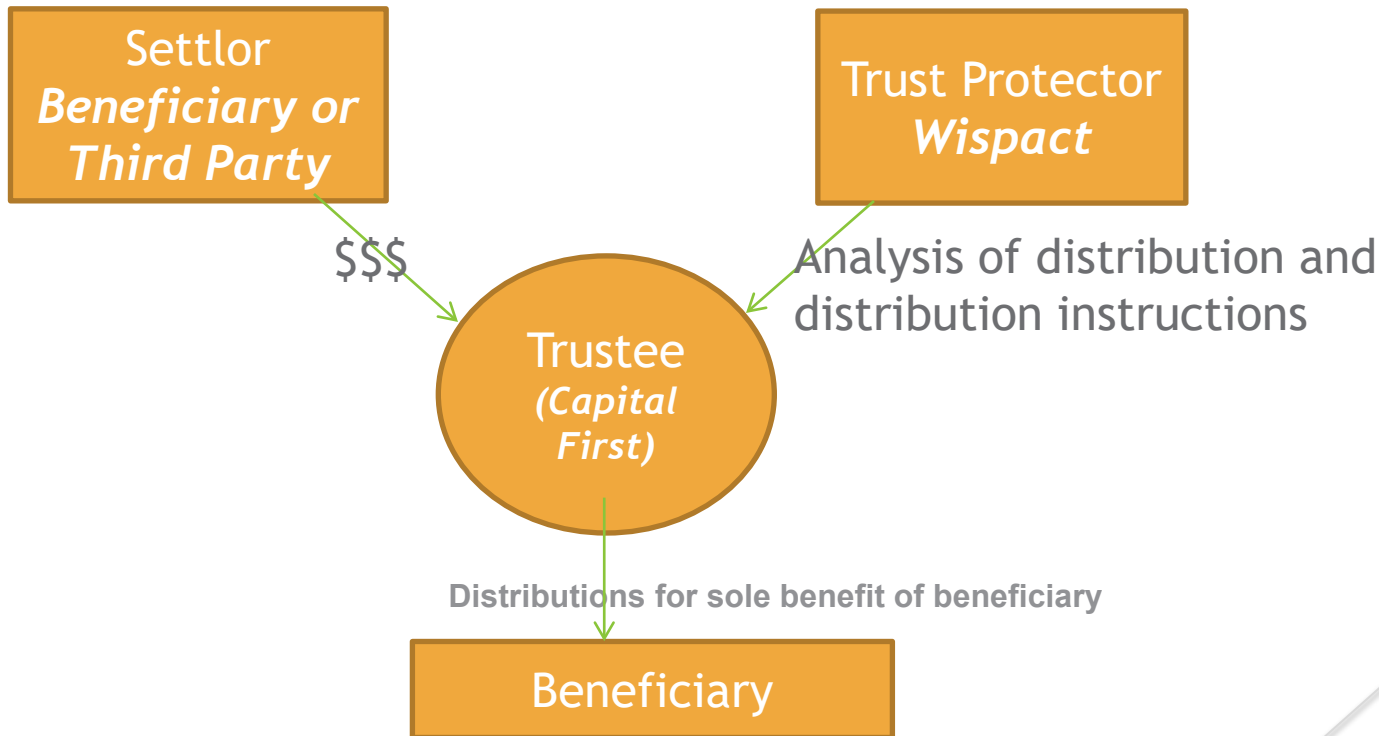 Settlor
Beneficiary or
Third Party
Trust Protector
Wispact
$$$
Analysis of distribution and
distribution instructions
Trustee
(Capital
First)
Distributions for sole benefit of beneficiary
Beneficiary